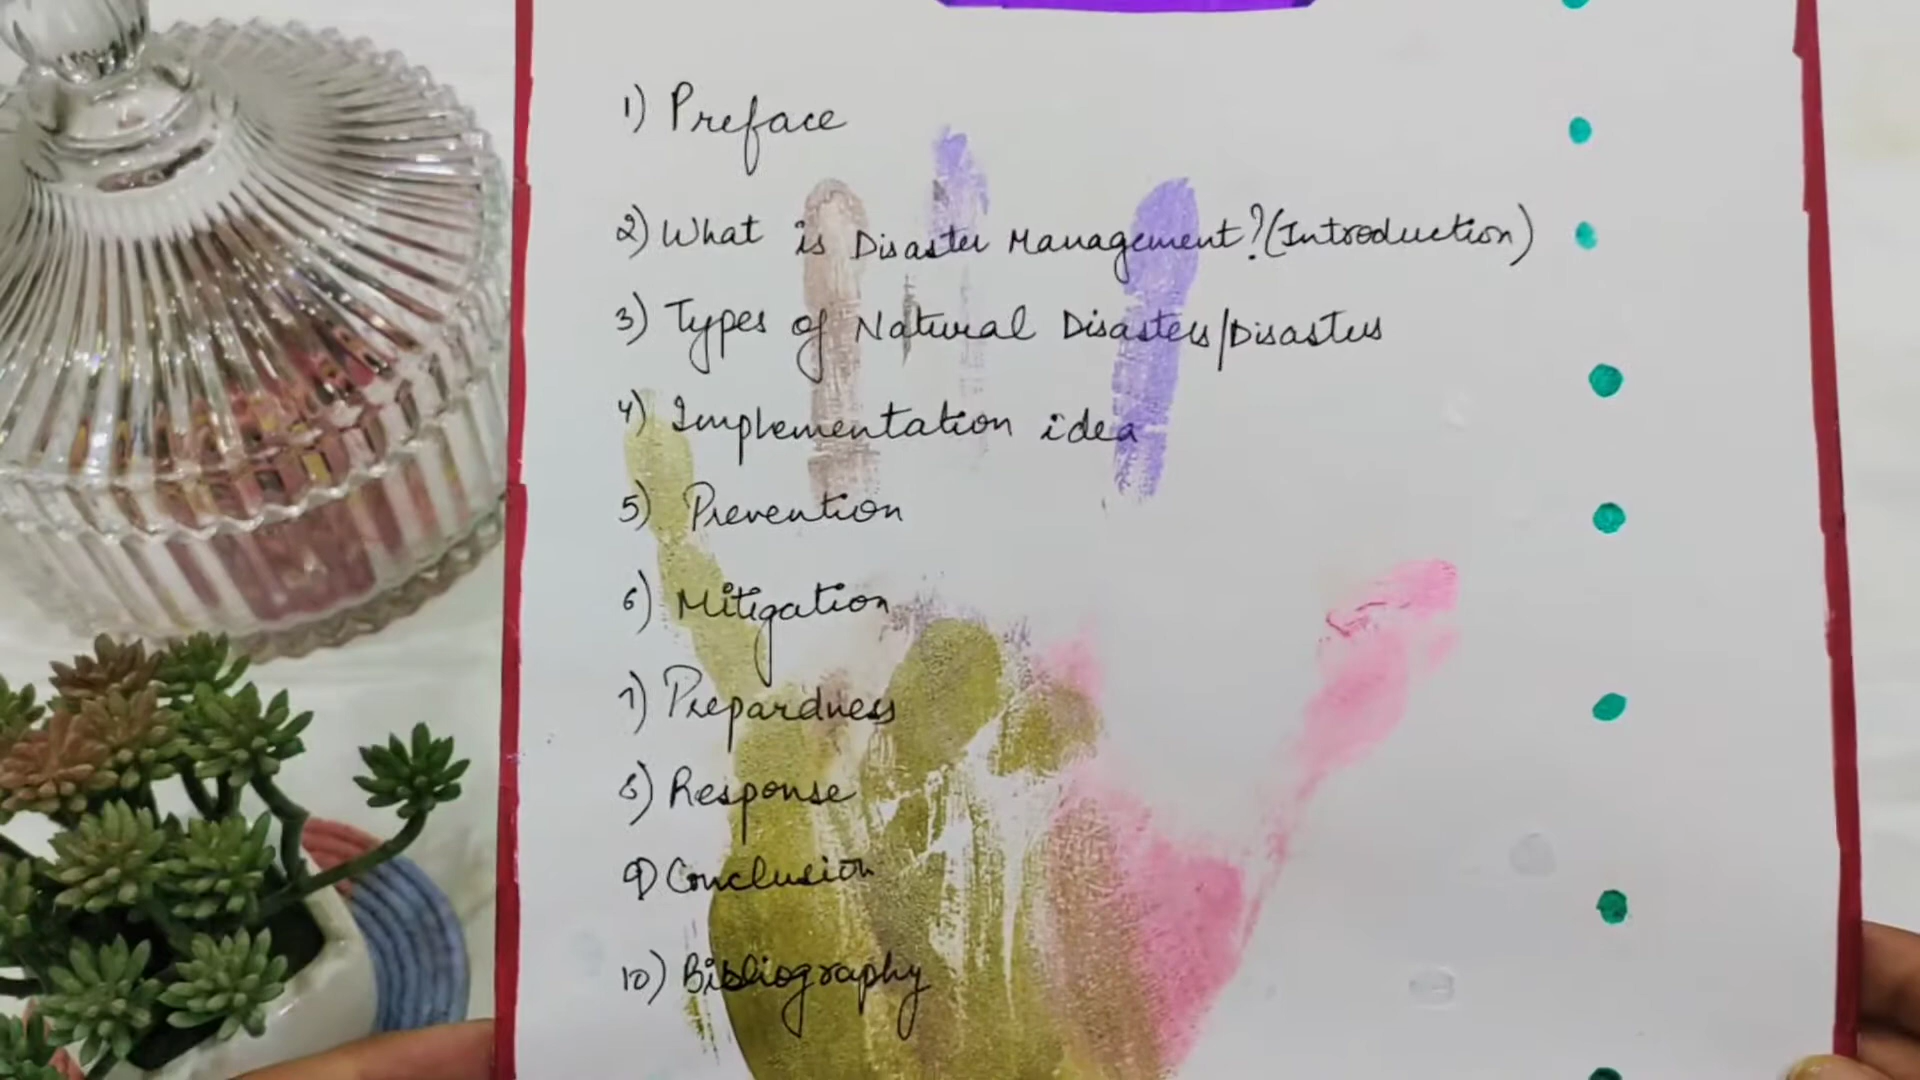 1) Preface
2) What is Disaster Management?(Introduction)
3) Types of Natural Disasters/Disasters
4) Implementation idea
5) Prevention
6) Mitigation
7) Prepardness
8) Response
9) Conclusion
10) Bibliography